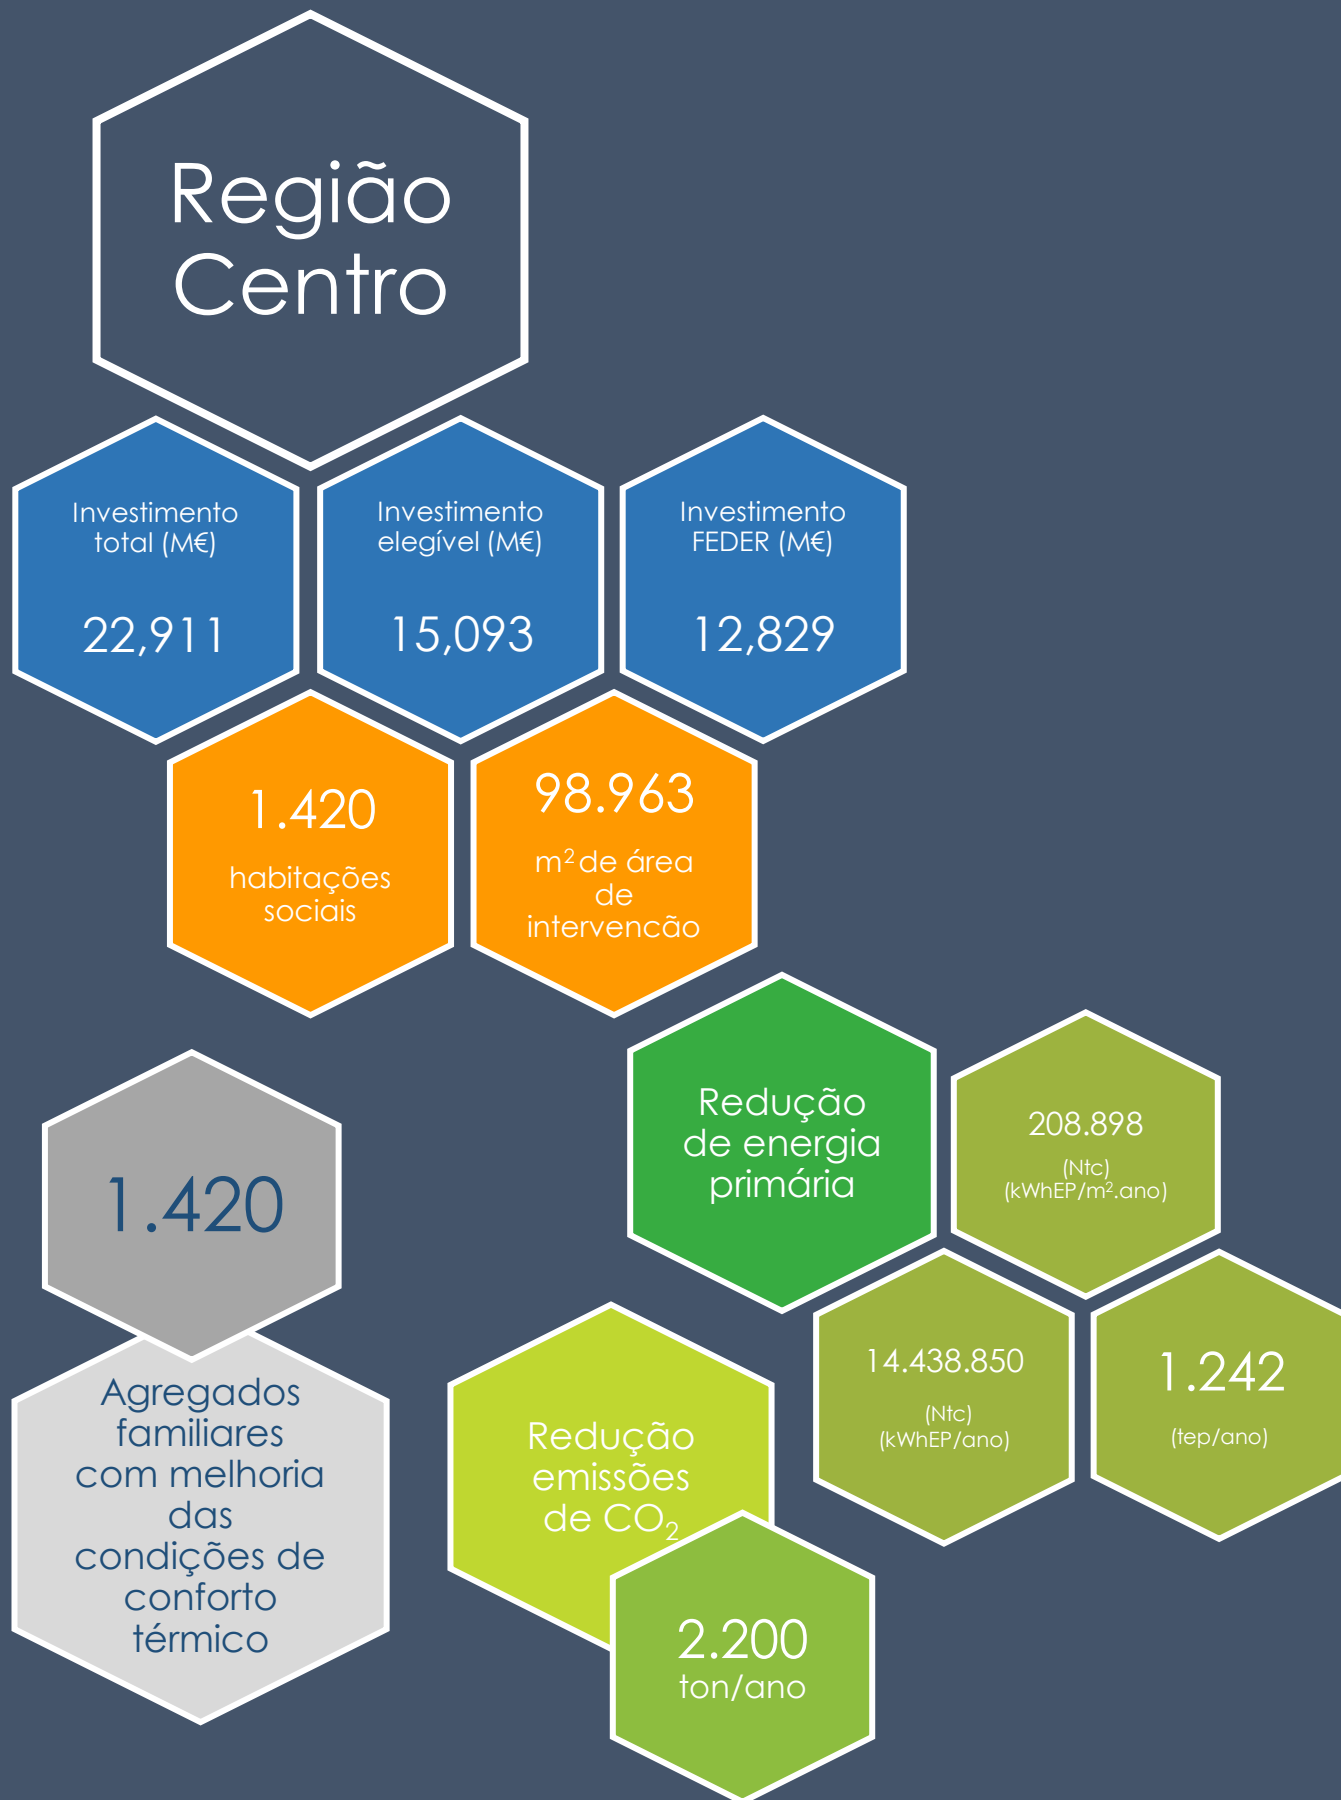 Região
Centro
Investimento
total (M€)
22,911
Investimento
elegível (M€)
15,093
Investimento
FEDER (M€)
12,829
1.420
habitações
sociais
98.963
m² de área
de
intervencão
Redução
de energia
primária
208.898
(Ntc)
(kWhEP/m².ano)
14.438.850
(Ntc)
(kWhEP/ano)
1.242
(tep/ano)
1.420
Agregados
familiares
com melhoria
das
condições de
conforto
térmico
Redução
emissões
de CO₂
2.200
ton/ano